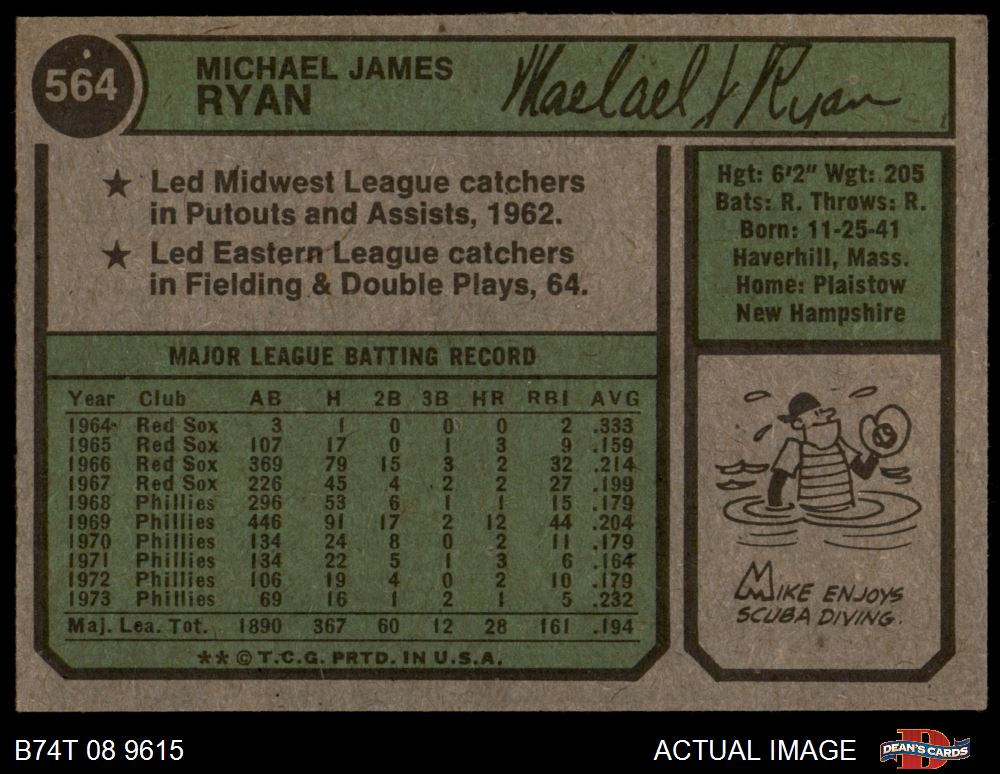 564
MICHAEL JAMES
RYAN
Michael J Ryan
★ Led Midwest League catchers
in Putouts and Assists, 1962.
★ Led Eastern League catchers
in Fielding & Double Plays, 64.
Hgt: 6'2" Wgt: 205
Bats: R. Throws: R.
Born: 11-25-41
Haverhill, Mass.
Home: Plaistow
New Hampshire
MAJOR LEAGUE BATTING RECORD
Year Club AB H 2B 3B HR RBI AVG
1964 Red Sox 3 1 0 0 0 2 .333
1965 Red Sox 107 17 0 1 3 9 .159
1966 Red Sox 369 79 15 3 2 32 .214
1967 Red Sox 226 45 4 2 2 27 .199
1968 Phillies 296 53 6 1 1 15 .179
1969 Phillies 446 91 17 2 12 44 .204
1970 Phillies 134 24 8 0 2 11 .179
1971 Phillies 134 22 5 1 3 6 .164
1972 Phillies 106 19 4 0 2 10 .179
1973 Phillies 69 16 1 2 1 5 .232
Maj. Lea. Tot. 1890 367 60 12 28 161 .194
** © T.C.G. PRTD. IN U.S.A.
MIKE ENJOYS
SCUBA DIVING.
B74T 08 9615
ACTUAL IMAGE
DEAN'S CARDS